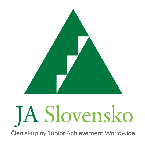 JA Slovensko
Člen skupiny Junior Achievement Worldwide